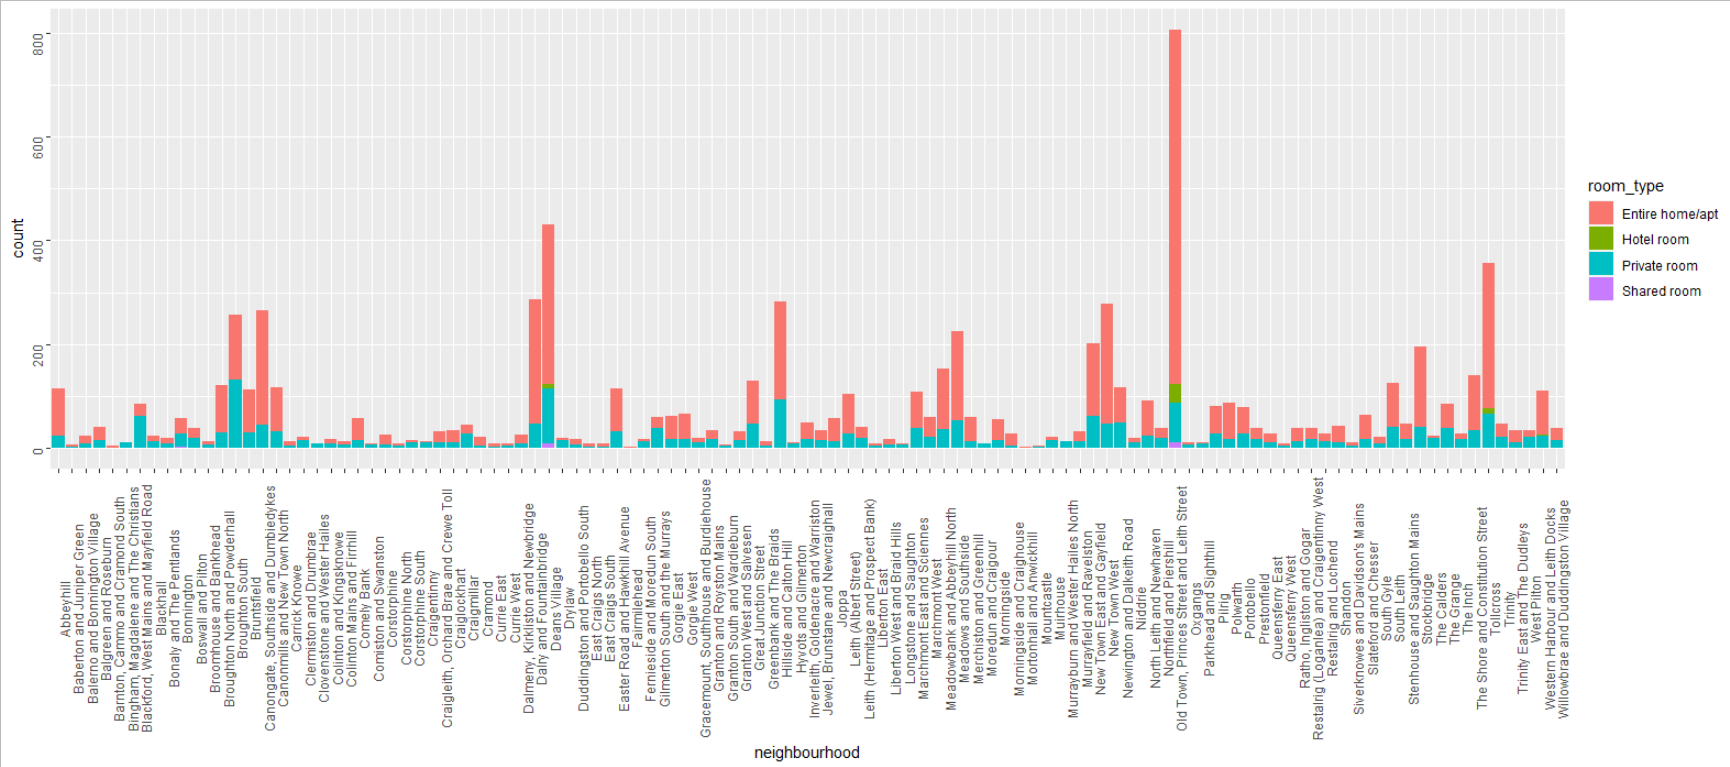 800
600
400
200
0
count
Abbeyhill
Baberton and Juniper Green
Balerno and Bonnington Village
Balgreen and Roseburn
Barnton, Cammo and Cramond South
Bingham, Magdalene and The Christians
Blackford, West Mains and Mayfield Road
Blackhall
Bonaly and The Pentlands
Bonnington
Boswall and Pilton
Broomhouse and Bankhead
Broughton North and Powderhall
Broughton South
Bruntsfield
Canongate, Southside and Dumbiedykes
Canonmills and New Town North
Carrick Knowe
Clermiston and Drumbrae
Clovenstone and Wester Hailes
Colinton and Kingsknowe
Colinton Mains and Firrhill
Comely Bank
Comiston and Swanston
Corstorphine
Corstorphine North
Corstorphine South
Craigentinny
Craigleith, Orchard Brae and Crewe Toll
Craiglockhart
Craigmillar
Cramond
Currie East
Currie West
Dalmeny, Kirkliston and Newbridge
Dalry and Fountainbridge
Deans Village
Drylaw
Duddingston and Portobello South
East Craigs North
East Craigs South
Easter Road and Hawkhill Avenue
Fairmilehead
Fernieside and Moredun South
Gilmerton South and the Murrays
Gorgie East
Gorgie West
Gracemount, Southhouse and Burdiehouse
Granton and Royston Mains
Granton South and Wardieburn
Granton West and Salvesen
Great Junction Street
Greenbank and The Braids
Hillside and Calton Hill
Hyvots and Gilmerton
Inverleith, Goldenacre and Warriston
Jewel, Brunstane and Newcraighall
Joppa
Leith (Albert Street)
Leith (Hermitage and Prospect Bank)
Liberton East
Liberton West and Braid Hills
Longstone and Saughton
Marchmont East and Sciennes
Marchmont West
Meadowbank and Abbeyhill North
Meadows and Southside
Merchiston and Greenhill
Moredun and Craigour
Morningside
Morningside and Craighouse
Mortonhall and Anwickhill
Mountcastle
Muirhouse
Murrayburn and Wester Hailes North
Murrayfield and Ravelston
New Town East and Gayfield
New Town West
Newington and Dalkeith Road
Niddrie
North Leith and Newhaven
Northfield and Piershill
Old Town, Princes Street and Leith Street
Oxgangs
Parkhead and Sighthill
Pilrig
Polwarth
Portobello
Prestonfield
Queensferry East
Queensferry West
Ratho, Ingliston and Gogar
Restalrig (Loganlea) and Craigentinny West
Restalrig and Lochend
Shandon
Silverknowes and Davidson's Mains
Slateford and Chesser
South Gyle
South Leith
Stenhouse and Saughton Mains
Stockbridge
The Calders
The Grange
The Inch
The Shore and Constitution Street
Tollcross
Trinity
Trinity East and The Dudleys
West Pilton
Western Harbour and Leith Docks
Willowbrae and Duddingston Village
neighbourhood
room_type
Entire home/apt
Hotel room
Private room
Shared room